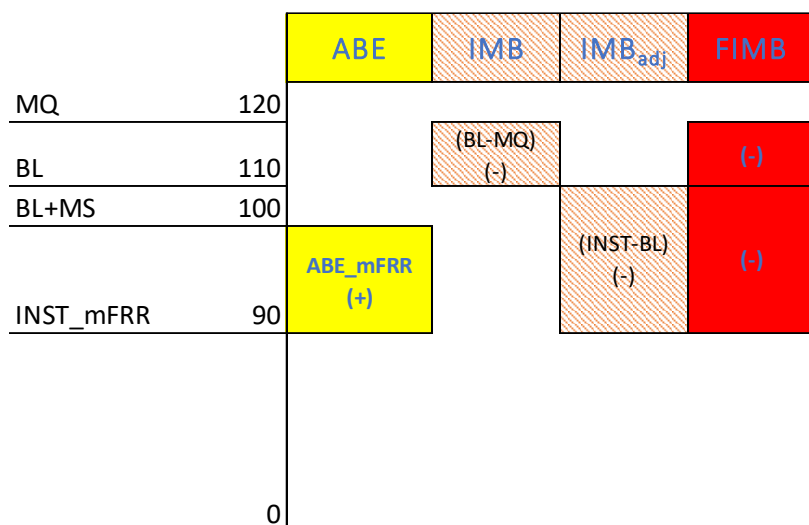 ABE IMB IMBadj FIMB
MQ 120
(BL-MQ)
(-)
(-)
BL 110
BL+MS 100
ABE_mFRR
(+)
(INST-BL)
(-)
(-)
INST_mFRR 90
0